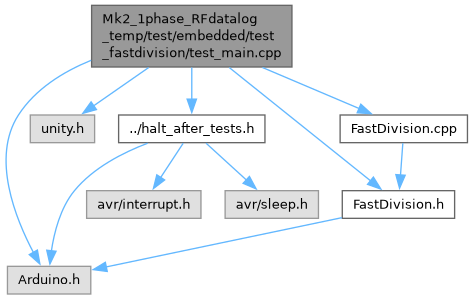 Mk2_1phase_RFdatalog
_temp/test/embedded/test
_fastdivision/test_main.cpp
unity.h
../halt_after_tests.h
FastDivision.cpp
avr/interrupt.h
avr/sleep.h
FastDivision.h
Arduino.h